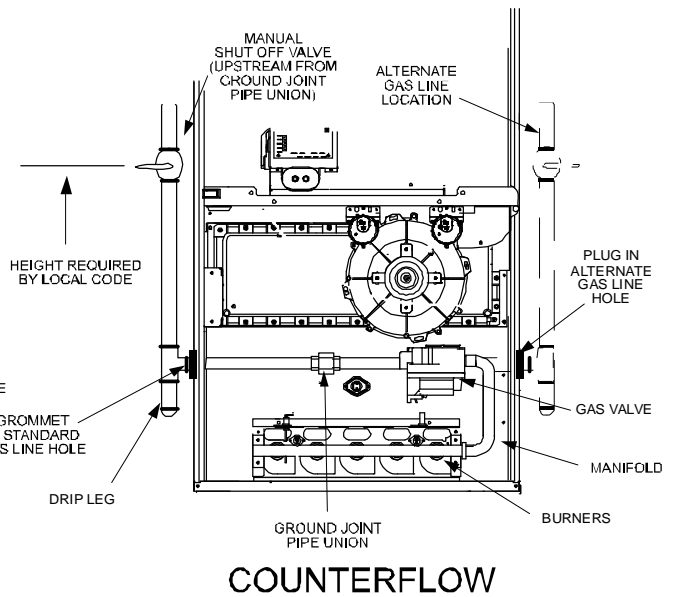 MANUAL
SHUT OFF VALVE
(UPSTREAM FROM
GROUND JOINT
PIPE UNION)
ALTERNATE
GAS LINE
LOCATION
HEIGHT REQUIRED
BY LOCAL CODE
PLUG IN
ALTERNATE
GAS LINE
HOLE
E
GROMMET
STANDARD
S LINE HOLE
GAS VALVE
MANIFOLD
DRIP LEG
BURNERS
GROUND JOINT
PIPE UNION
COUNTERFLOW